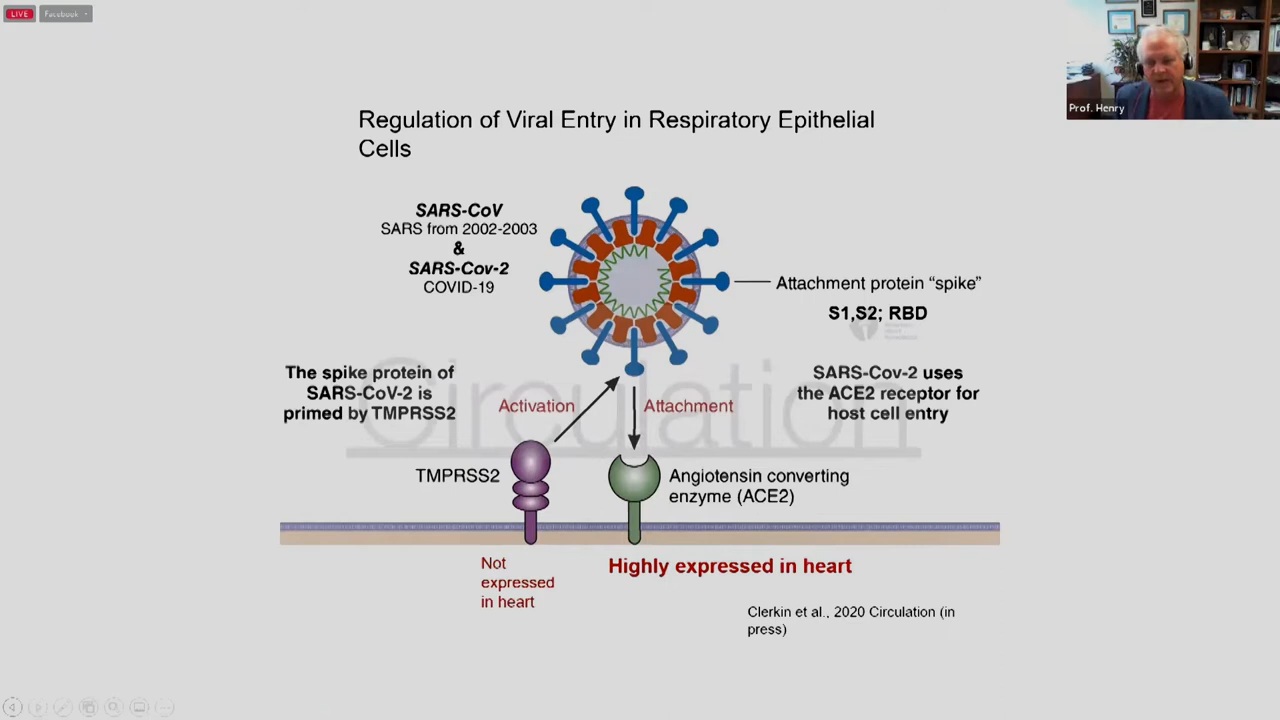 LIVE
Facebook
Prof. Henry
Regulation of Viral Entry in Respiratory Epithelial
Cells
SARS-CoV
SARS from 2002-2003
&
SARS-Cov-2
COVID-19
Attachment protein “spike”
S1,S2; RBD
The spike protein of
SARS-CoV-2 is
primed by TMPRSS2
SARS-Cov-2 uses
the ACE2 receptor for
host cell entry
Circulation
Activation
Attachment
TMPRSS2
Angiotensin converting
enzyme (ACE2)
Not
expressed
in heart
Highly expressed in heart
Clerkin et al., 2020 Circulation (in
press)